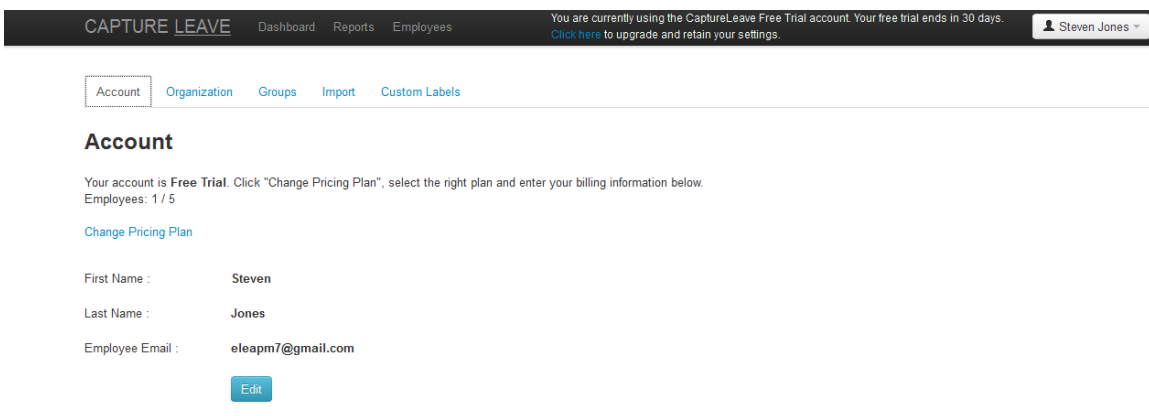 CAPTURE LEAVE Dashboard Reports Employees
You are currently using the CaptureLeave Free Trial account. Your free trial ends in 30 days.
Click here to upgrade and retain your settings.
Steven Jones
Account Organization Groups Import Custom Labels
Account
Your account is Free Trial. Click "Change Pricing Plan", select the right plan and enter your billing information below.
Employees: 1 / 5
Change Pricing Plan
First Name : Steven
Last Name : Jones
Employee Email : eleapm7@gmail.com
Edit